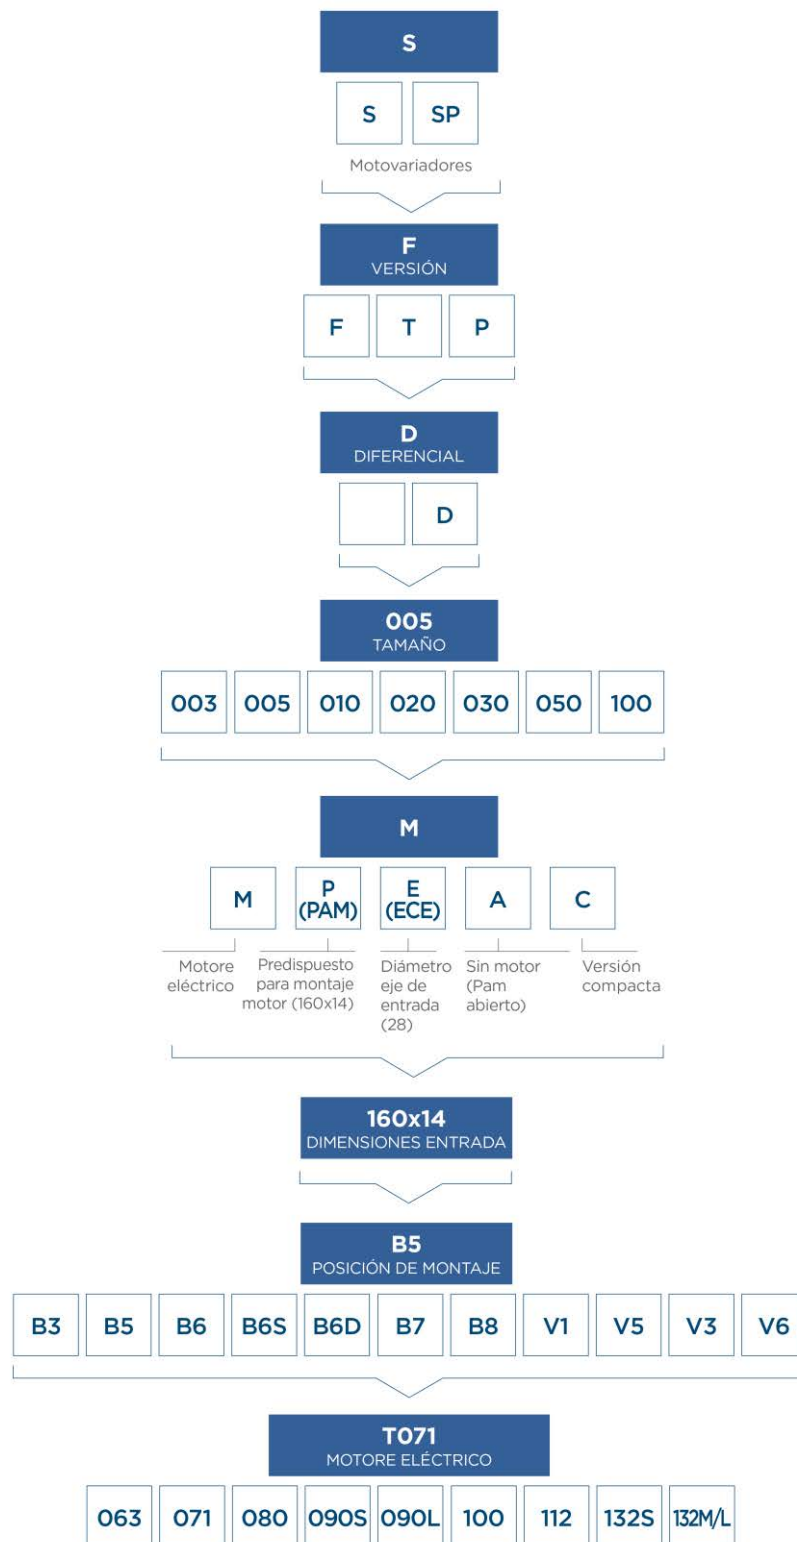 S
S SP
Motovariadores
F
VERSIÓN
F T P
D
DIFERENCIAL
D
005
TAMAÑO
003 005 010 020 030 050 100
M
M P (PAM) E (ECE) A C
Motore eléctrico
Predispuesto para montaje motor (160x14)
Diámetro eje de entrada (28)
Sin motor (Pam abierto)
Versión compacta
160x14
DIMENSIONES ENTRADA
B5
POSICIÓN DE MONTAJE
B3 B5 B6 B6S B6D B7 B8 V1 V5 V3 V6
T071
MOTORE ELÉCTRICO
063 071 080 090S 090L 100 112 132S 132M/L